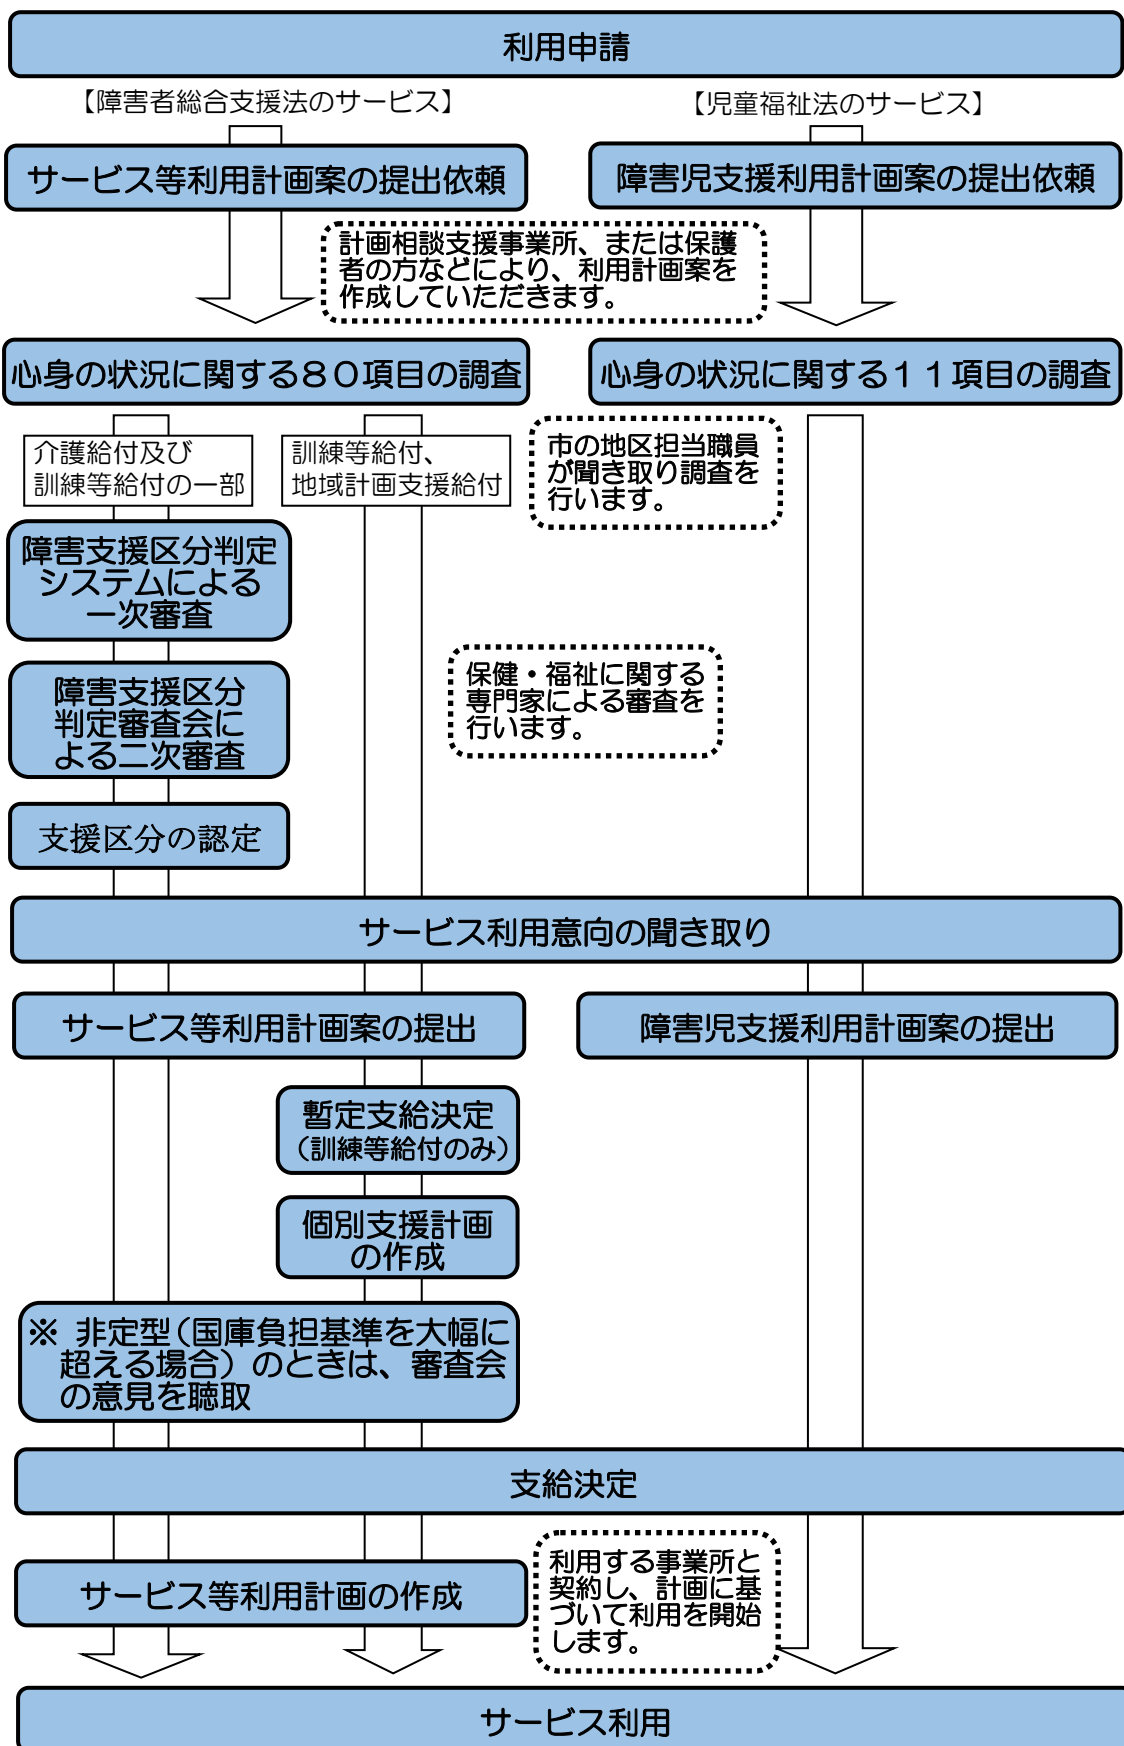 利用申請
【障害者総合支援法のサービス】
【児童福祉法のサービス】
サービス等利用計画案の提出依頼
障害児支援利用計画案の提出依頼
計画相談支援事業所、または保護
者の方などにより、利用計画案を
作成していただきます。
心身の状況に関する８０項目の調査
心身の状況に関する１１項目の調査
介護給付及び
訓練等給付の一部
訓練等給付、
地域計画支援給付
市の地区担当職員
が聞き取り調査を
行います。
障害支援区分判定
システムによる
一次審査
保健・福祉に関する
専門家による審査を
行います。
障害支援区分
判定審査会に
よる二次審査
支援区分の認定
サービス利用意向の聞き取り
サービス等利用計画案の提出
障害児支援利用計画案の提出
暫定支給決定
（訓練等給付のみ）
個別支援計画
の作成
※ 非定型（国庫負担基準を大幅に
超える場合）のときは、審査会
の意見を聴取
支給決定
利用する事業所と
契約し、計画に基
づいて利用を開始
します。
サービス等利用計画の作成
サービス利用